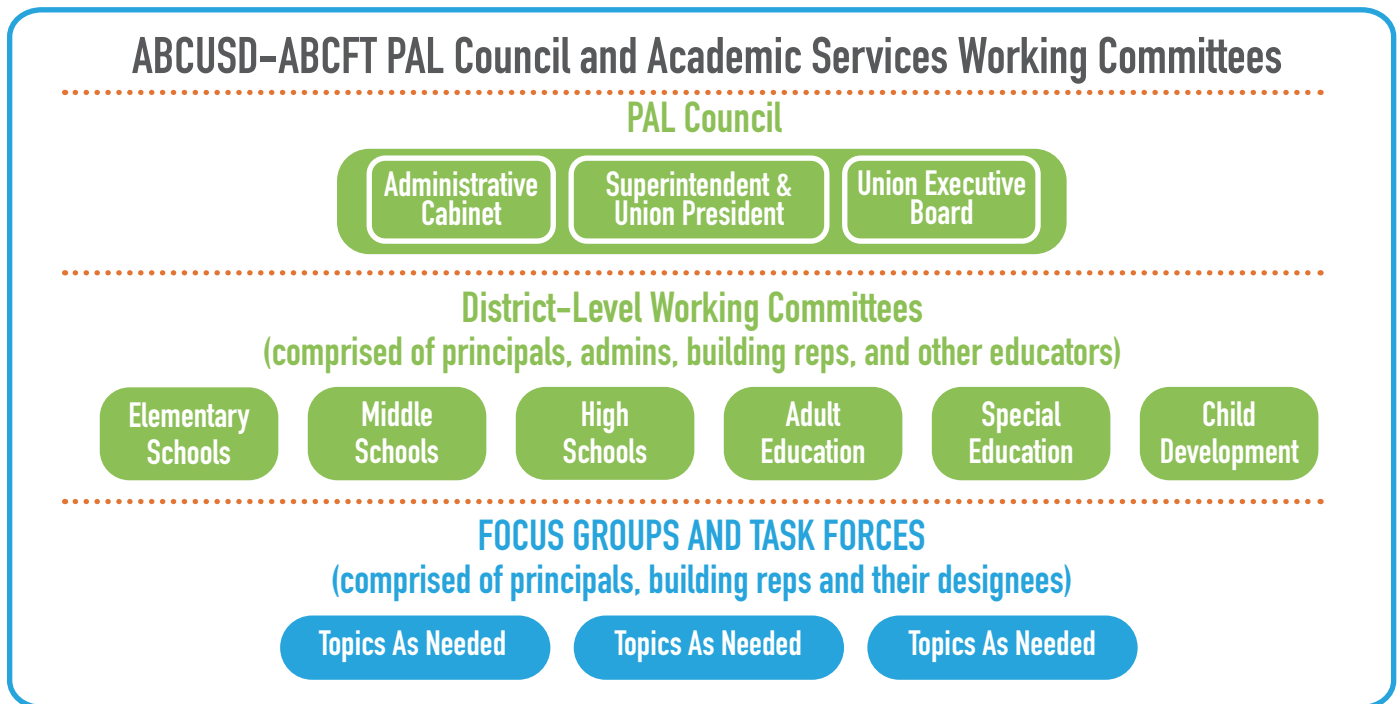 ABCUSD-ABCFT PAL Council and Academic Services Working Committees
PAL Council
Administrative
Cabinet
Superintendent &
Union President
Union Executive
Board
District-Level Working Committees
(comprised of principals, admins, building reps, and other educators)
Elementary
Schools
Middle
Schools
High
Schools
Adult
Education
Special
Education
Child
Development
FOCUS GROUPS AND TASK FORCES
(comprised of principals, building reps and their designees)
Topics As Needed
Topics As Needed
Topics As Needed